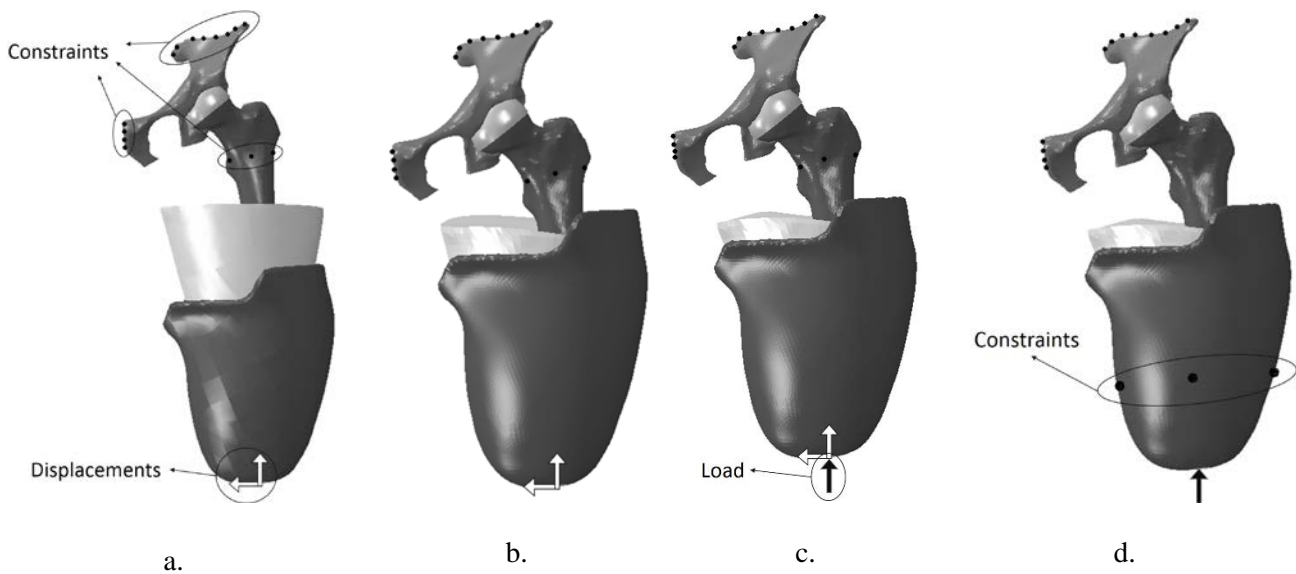 Constraints
Displacements
Load
Constraints
a.
b.
c.
d.